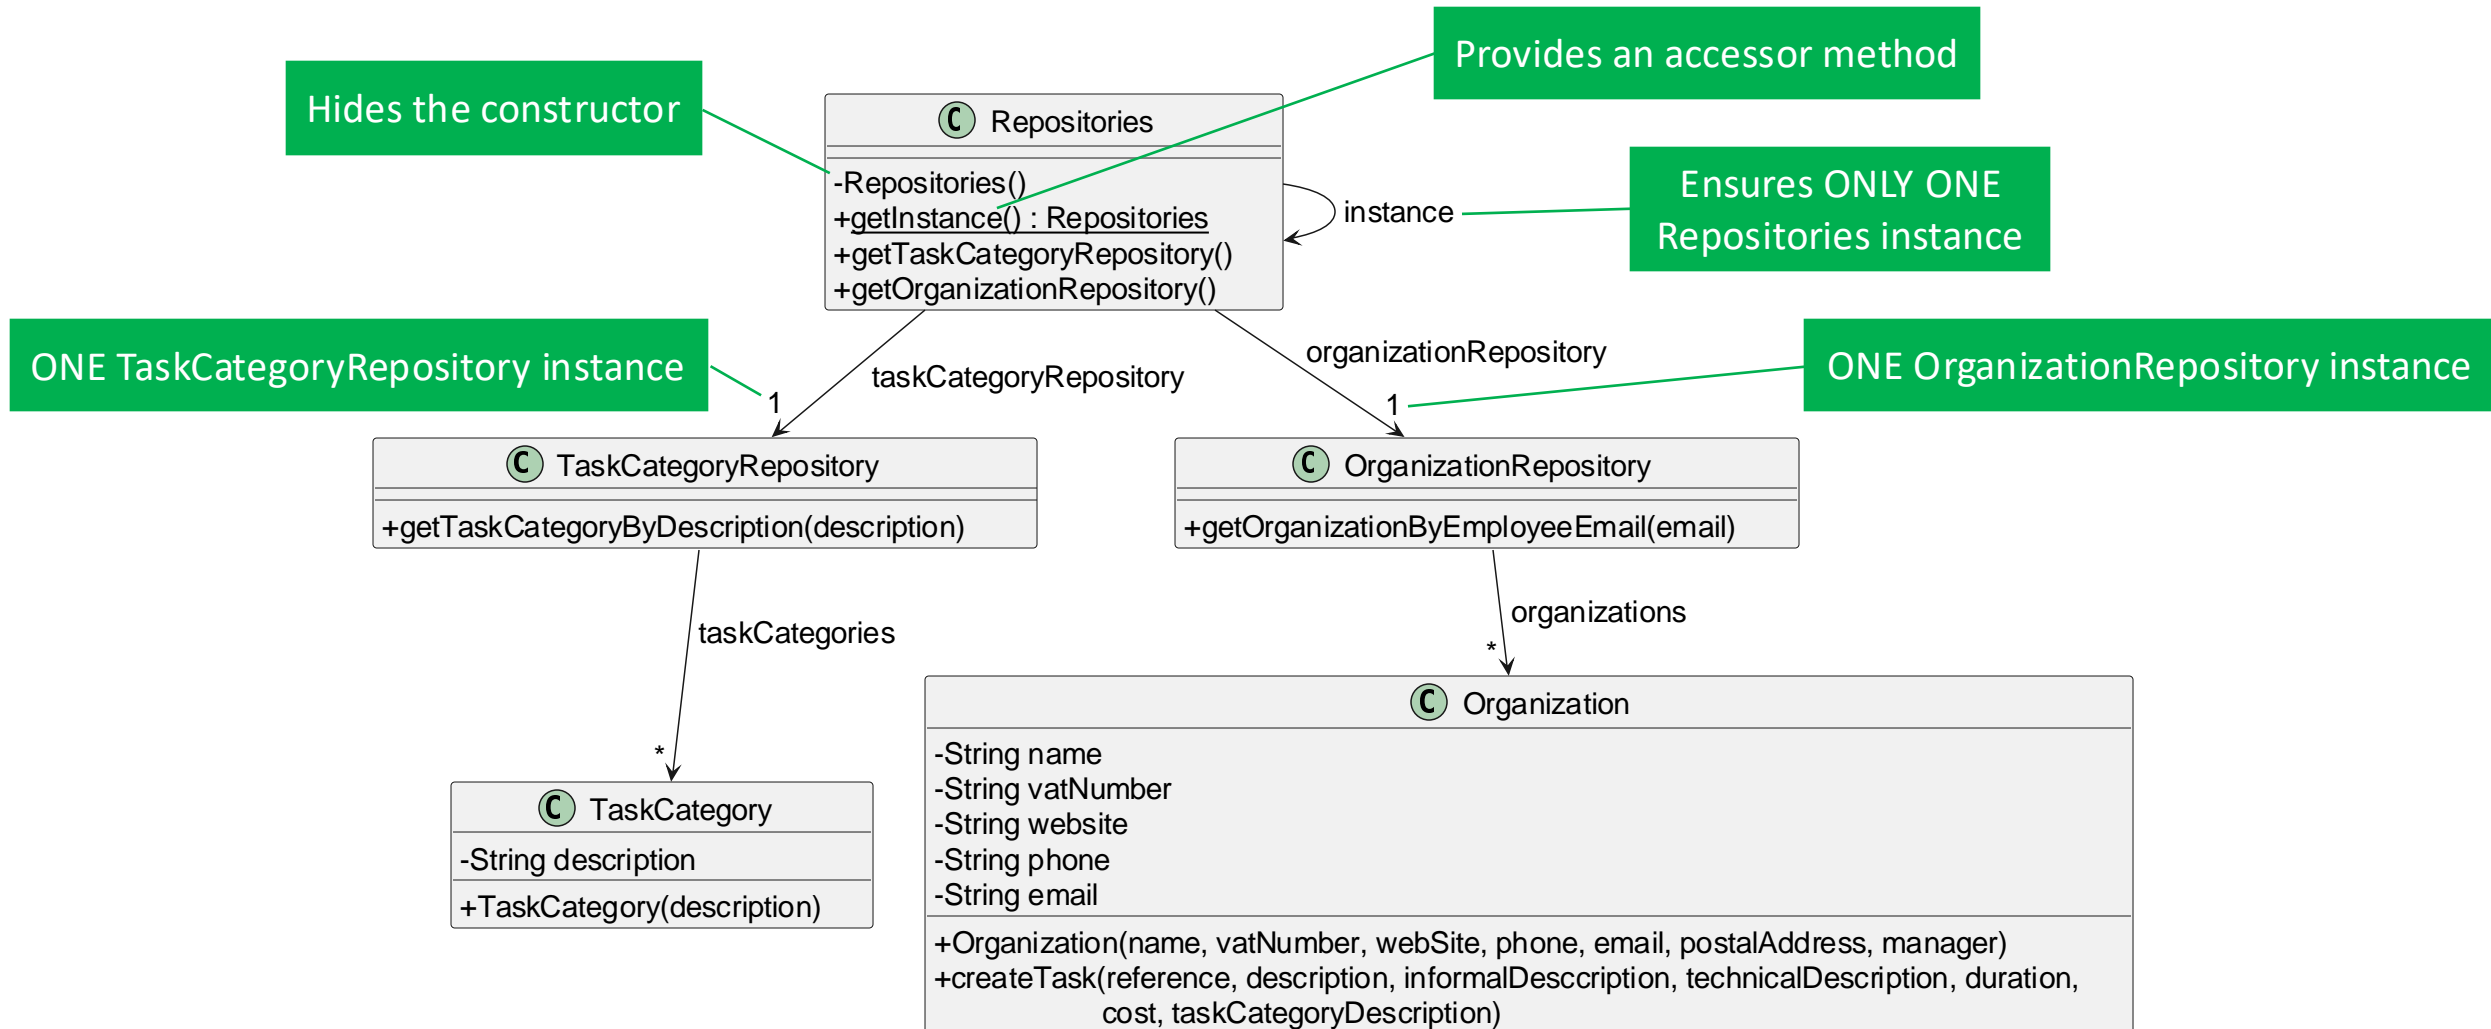 Provides an accessor method
Hides the constructor
C Repositories
-Repositories()
+getInstance() : Repositories
+getTaskCategoryRepository()
+getOrganizationRepository()
instance
Ensures ONLY ONE
Repositories instance
ONE TaskCategoryRepository instance
1
taskCategoryRepository
organizationRepository
1
ONE OrganizationRepository instance
C TaskCategoryRepository
+getTaskCategoryByDescription(description)
C OrganizationRepository
+getOrganizationByEmployeeEmail(email)
taskCategories
*
organizations
*
C TaskCategory
-String description
+TaskCategory(description)
C Organization
-String name
-String vatNumber
-String website
-String phone
-String email
+Organization(name, vatNumber, webSite, phone, email, postalAddress, manager)
+createTask(reference, description, informalDesccription, technicalDescription, duration,
cost, taskCategoryDescription)